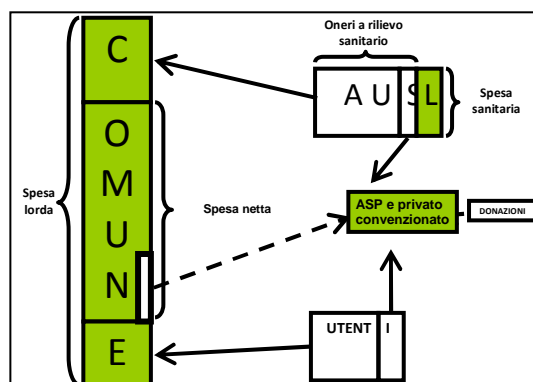 Oneri a rilievo
sanitario
C
O
M
U
N
E
A U S L
Spesa
sanitaria
Spesa
lorda
Spesa netta
ASP e privato
convenzionato
DONAZIONI
UTENT I